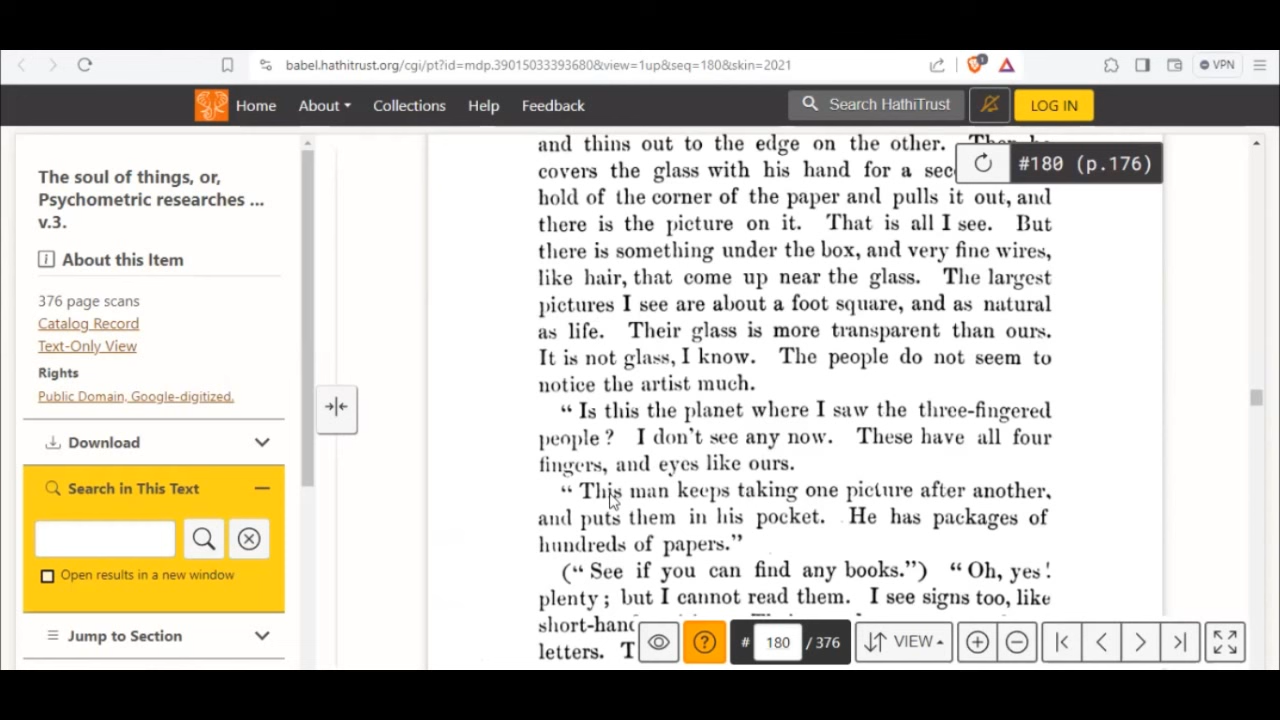 babel.hathitrust.org/cgi/pt?id=mdp.39015033393680&view=1up&seq=180&skin=2021
1
VPN
Home About Collections Help Feedback Search HathiTrust LOG IN
The soul of things, or,
Psychometric researches ...
v.3.
About this Item
376 page scans
Catalog Record
Text-Only View
Rights
Public Domain, Google-digitized.
Download
Search in This Text
Open results in a new window
Jump to Section
#180 (p.176)
and thins out to the edge on the other. Then he
covers the glass with his hand for a sec
hold of the corner of the paper and pulls it out, and
there is the picture on it. That is all I see. But
there is something under the box, and very fine wires,
like hair, that come up near the glass. The largest
pictures I see are about a foot square, and as natural
as life. Their glass is more transparent than ours.
It is not glass, I know. The people do not seem to
notice the artist much.
“ Is this the planet where I saw the three-fingered
people ? I don't see any now. These have all four
fingers, and eyes like ours.
“ This man keeps taking one picture after another,
and puts them in his pocket. He has packages of
hundreds of papers.”
(“ See if you can find any books.”) “ Oh, yes!
plenty ; but I cannot read them. I see signs too, like
short-hand
letters. T
# 180 / 376 VIEW